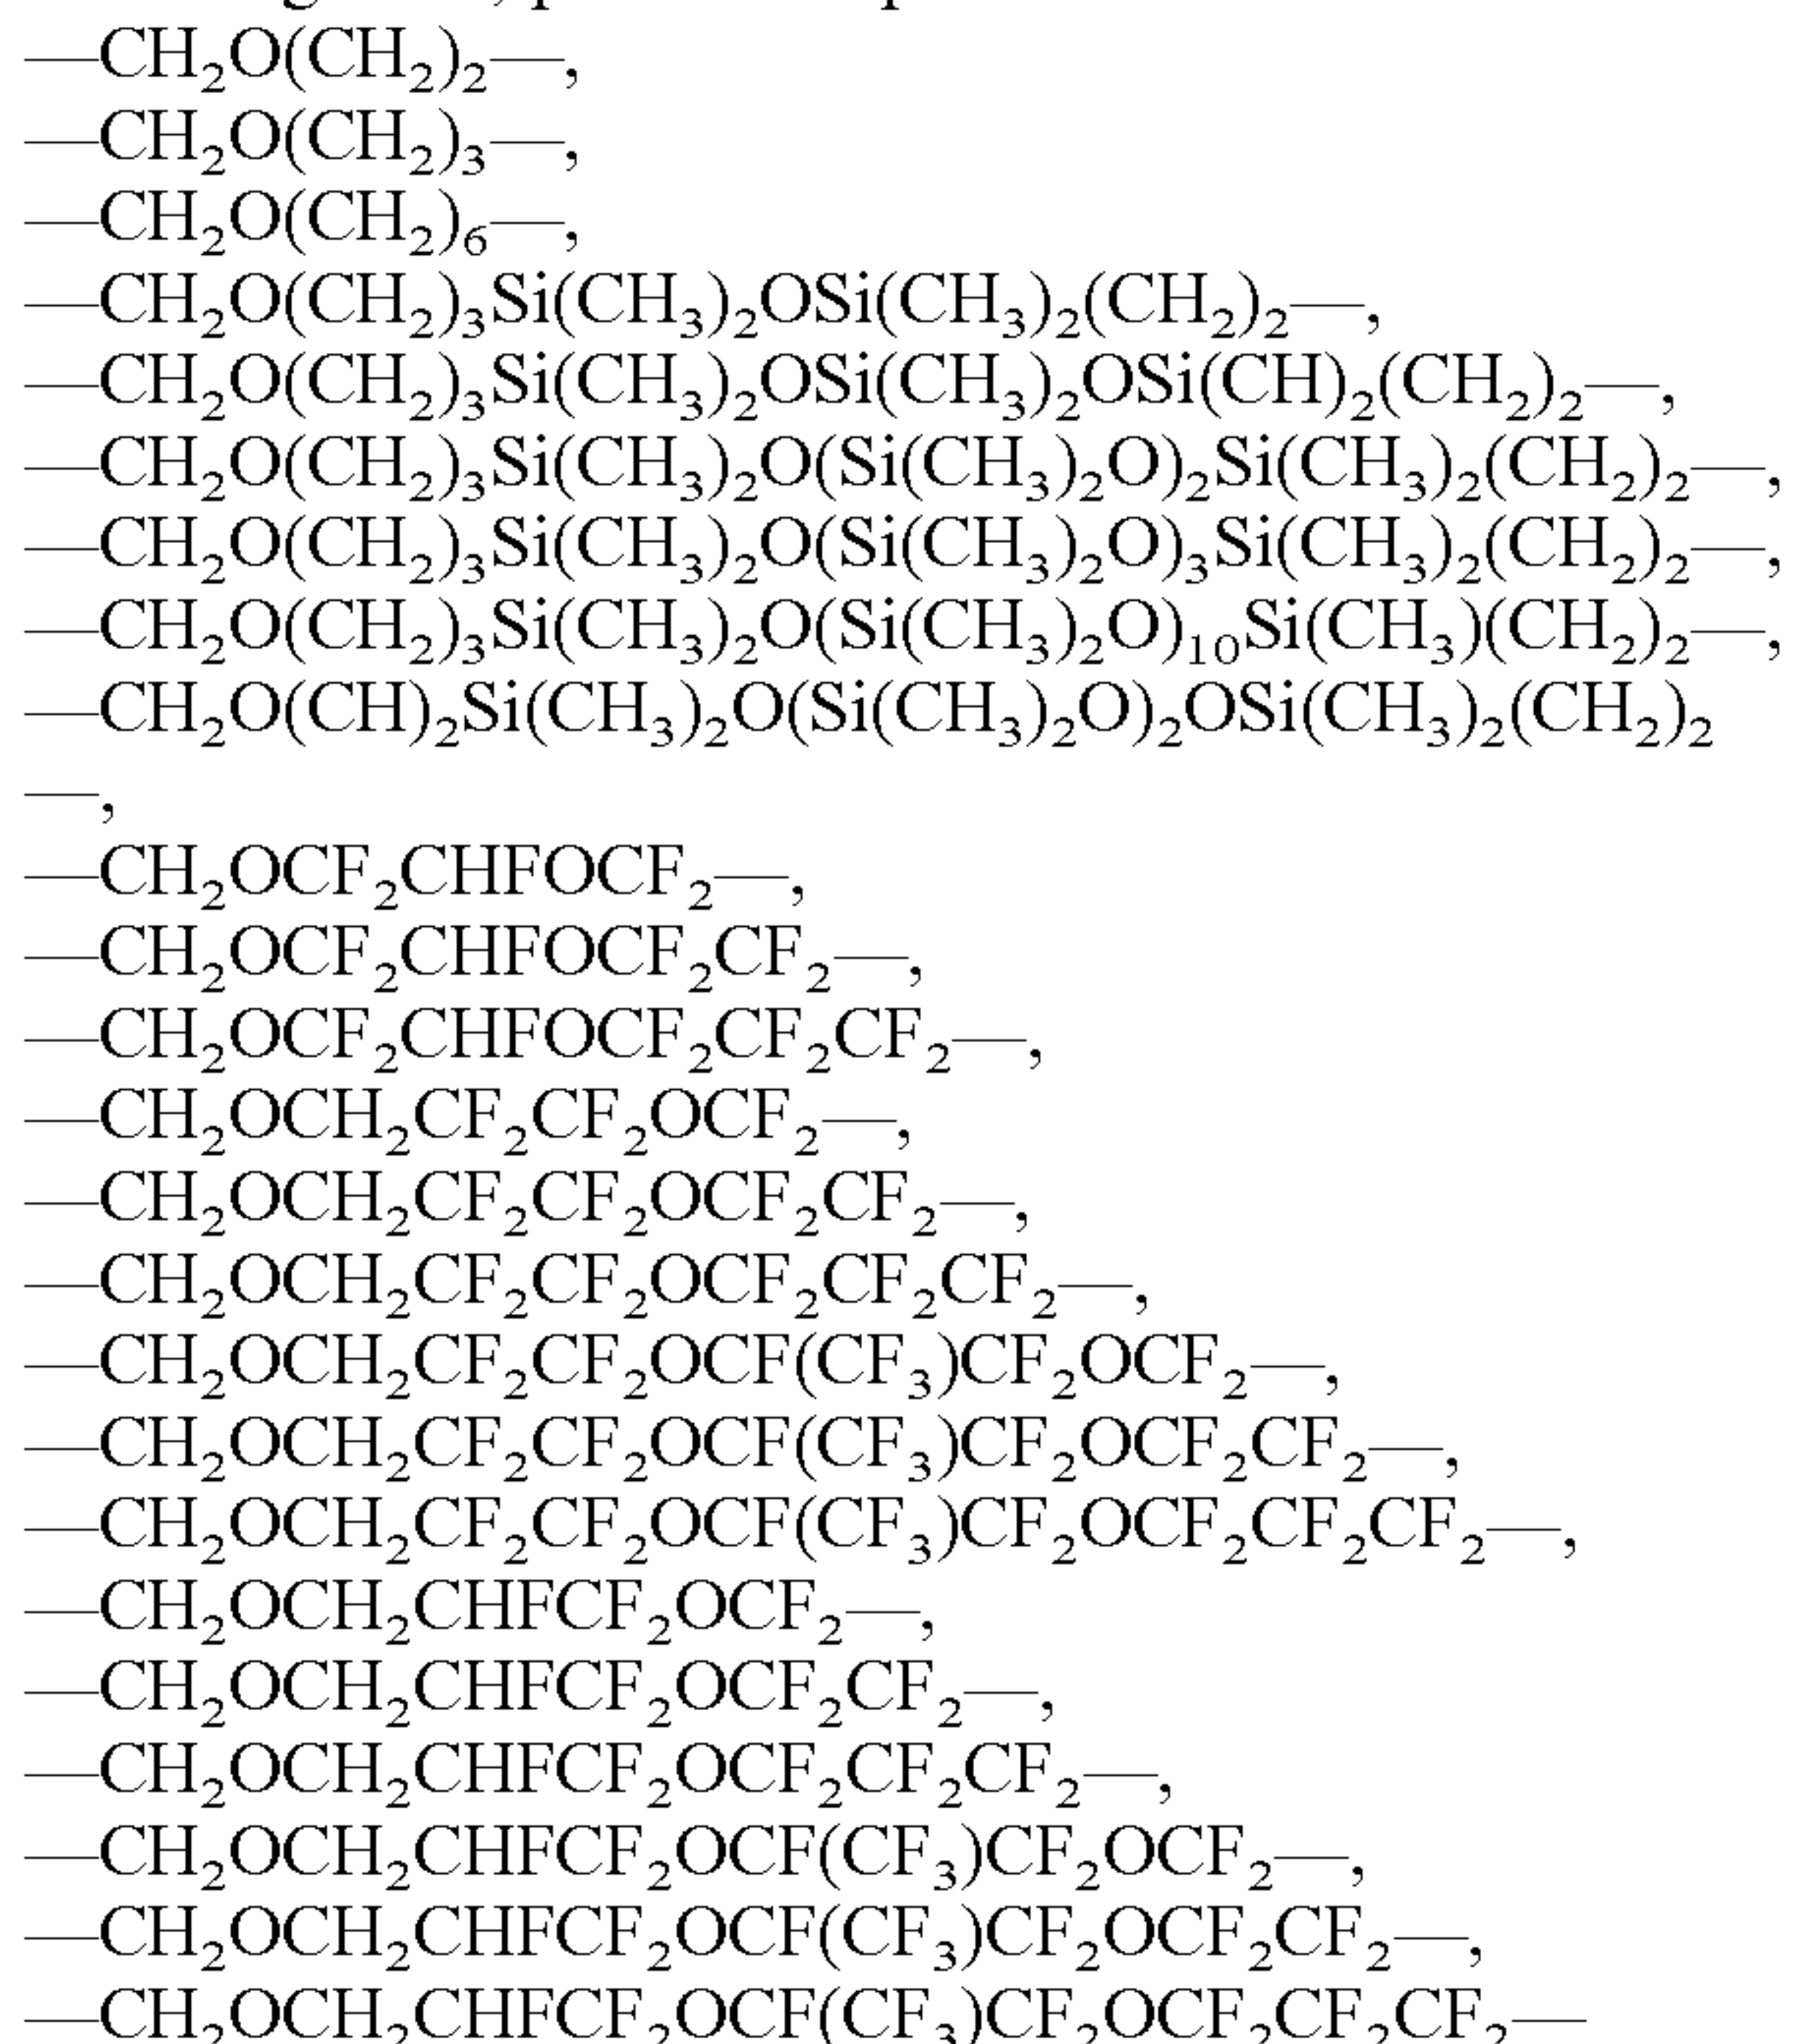 —CH₂O(CH₂)₂—,
—CH₂O(CH₂)₃—,
—CH₂O(CH₂)₆—,
—CH₂O(CH₂)₃Si(CH₃)₂OSi(CH₃)₂(CH₂)₂—,
—CH₂O(CH₂)₃Si(CH₃)₂OSi(CH₃)₂OSi(CH)₂(CH₂)₂—,
—CH₂O(CH₂)₃Si(CH₃)₂O(Si(CH₃)₂O)₂Si(CH₃)₂(CH₂)₂—,
—CH₂O(CH₂)₃Si(CH₃)₂O(Si(CH₃)₂O)₃Si(CH₃)₂(CH₂)₂—,
—CH₂O(CH₂)₃Si(CH₃)₂O(Si(CH₃)₂O)₁₀Si(CH₃)(CH₂)₂—,
—CH₂O(CH)₂Si(CH₃)₂O(Si(CH₃)₂O)₂OSi(CH₃)₂(CH₂)₂
—,
—CH₂OCF₂CHFOCF₂—,
—CH₂OCF₂CHFOCF₂CF₂—,
—CH₂OCF₂CHFOCF₂CF₂CF₂—,
—CH₂OCH₂CF₂CF₂OCF₂—,
—CH₂OCH₂CF₂CF₂OCF₂CF₂—,
—CH₂OCH₂CF₂CF₂OCF₂CF₂CF₂—,
—CH₂OCH₂CF₂CF₂OCF(CF₃)CF₂OCF₂—,
—CH₂OCH₂CF₂CF₂OCF(CF₃)CF₂OCF₂CF₂—,
—CH₂OCH₂CF₂CF₂OCF(CF₃)CF₂OCF₂CF₂CF₂—,
—CH₂OCH₂CHFCF₂OCF₂—,
—CH₂OCH₂CHFCF₂OCF₂CF₂—,
—CH₂OCH₂CHFCF₂OCF₂CF₂CF₂—,
—CH₂OCH₂CHFCF₂OCF(CF₃)CF₂OCF₂—,
—CH₂OCH₂CHFCF₂OCF(CF₃)CF₂OCF₂CF₂—,
—CH₂OCH₂CHFCF₂OCF(CF₃)CF₂OCF₂CF₂CF₂—